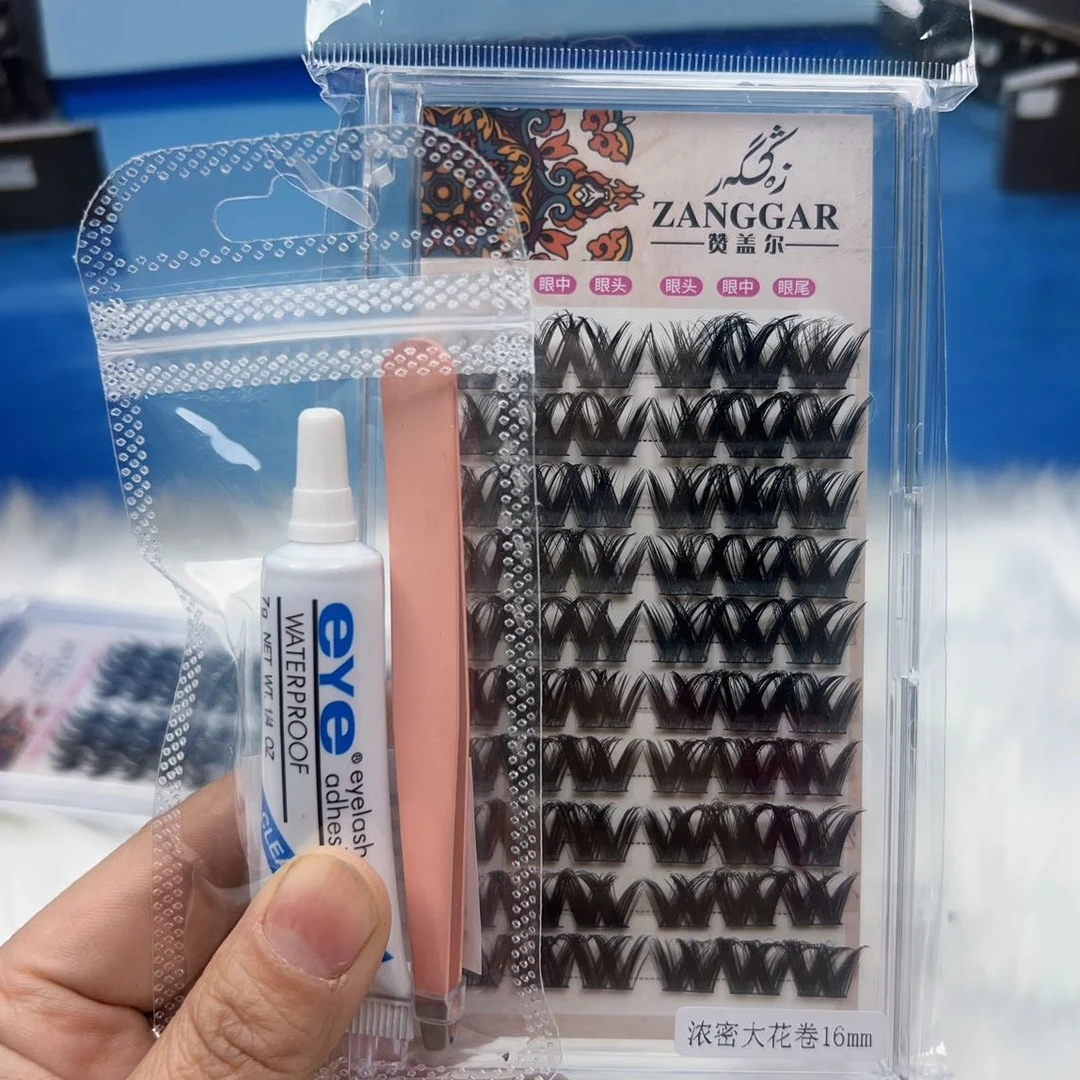 زەڭگەر
ZANGGAR
赞盖尔
眼中 眼头 眼头 眼中 眼尾
eye
® eyelash
WATERPROOF
7g NET WT. 1/4 OZ
浓密大花卷16mm